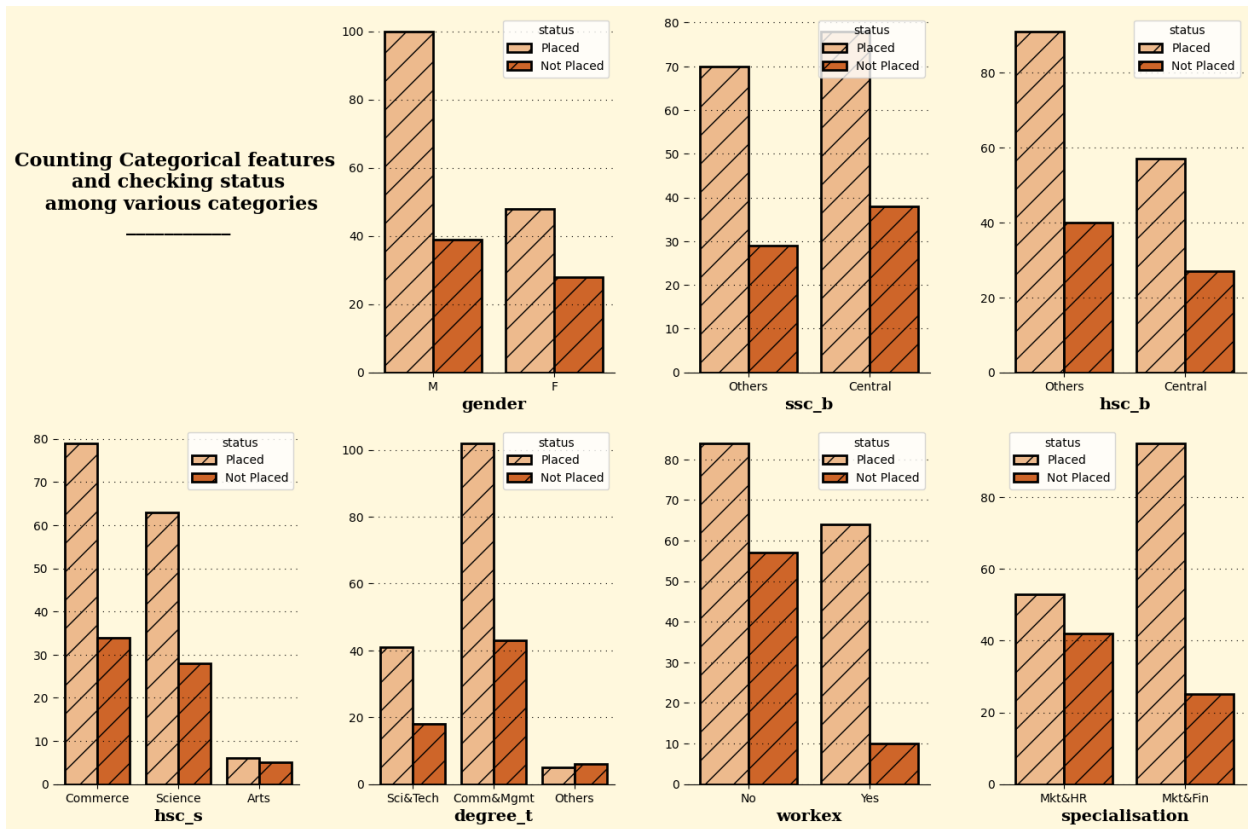 Counting Categorical features
and checking status
among various categories
___________
status
Placed
Not Placed
100
80
60
40
20
0
M F
gender
status
Placed
Not Placed
80
70
60
50
40
30
20
10
0
Others Central
ssc_b
status
Placed
Not Placed
80
60
40
20
0
Others Central
hsc_b
status
Placed
Not Placed
80
70
60
50
40
30
20
10
0
Commerce Science Arts
hsc_s
status
Placed
Not Placed
100
80
60
40
20
0
Sci&Tech Comm&Mgmt Others
degree_t
status
Placed
Not Placed
80
70
60
50
40
30
20
10
0
No Yes
workex
status
Placed
Not Placed
80
60
40
20
0
Mkt&HR Mkt&Fin
specialisation